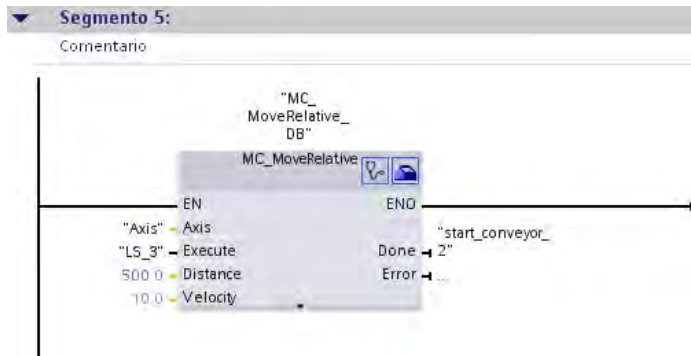 Segmento 5:
Comentario
"MC_
MoveRelative_
DB"
MC_MoveRelative
EN ENO
"Axis" Axis
"start_conveyor_
"LS_3" Execute Done 2"
500.0 Distance Error ...
10.0 Velocity